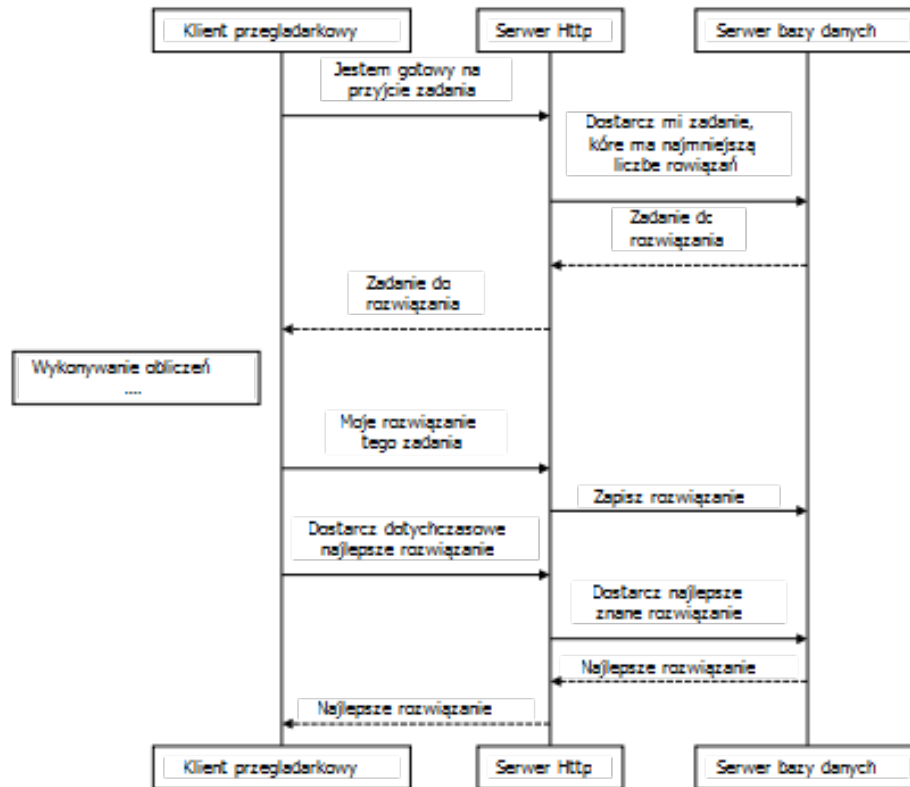 Klient przegladarkowy
Serwer Http
Serwer bazy danych
Jestem gotowy na
przyjcie zadania
Dostarcz mi zadanie,
kóre ma najmniejszą
liczbe rowiązań
Zadanie do
rozwiązania
Zadanie do
rozwiązania
Wykonywanie obliczeń
....
Moje rozwiązanie
tego zadania
Zapisz rozwiązanie
Dostarcz dotychczasowe
najlepsze rozwiązanie
Dostarcz najlepsze
znane rozwiązanie
Najlepsze rozwiązanie
Najlepsze rozwiązanie
Klient przegladarkowy
Serwer Http
Serwer bazy danych